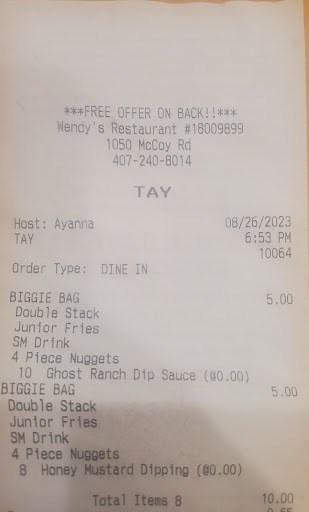 ***FREE OFFER ON BACK!!***
Wendy's Restaurant #18009899
1050 McCoy Rd
407-240-8014
TAY
Host: Ayanna 08/26/2023
TAY 6:53 PM
10064
Order Type: DINE IN
BIGGIE BAG 5.00
Double Stack
Junior Fries
SM Drink
4 Piece Nuggets
10 Ghost Ranch Dip Sauce (@0.00)
BIGGIE BAG 5.00
Double Stack
Junior Fries
SM Drink
4 Piece Nuggets
8 Honey Mustard Dipping (@0.00)
Total Items 8 10.00